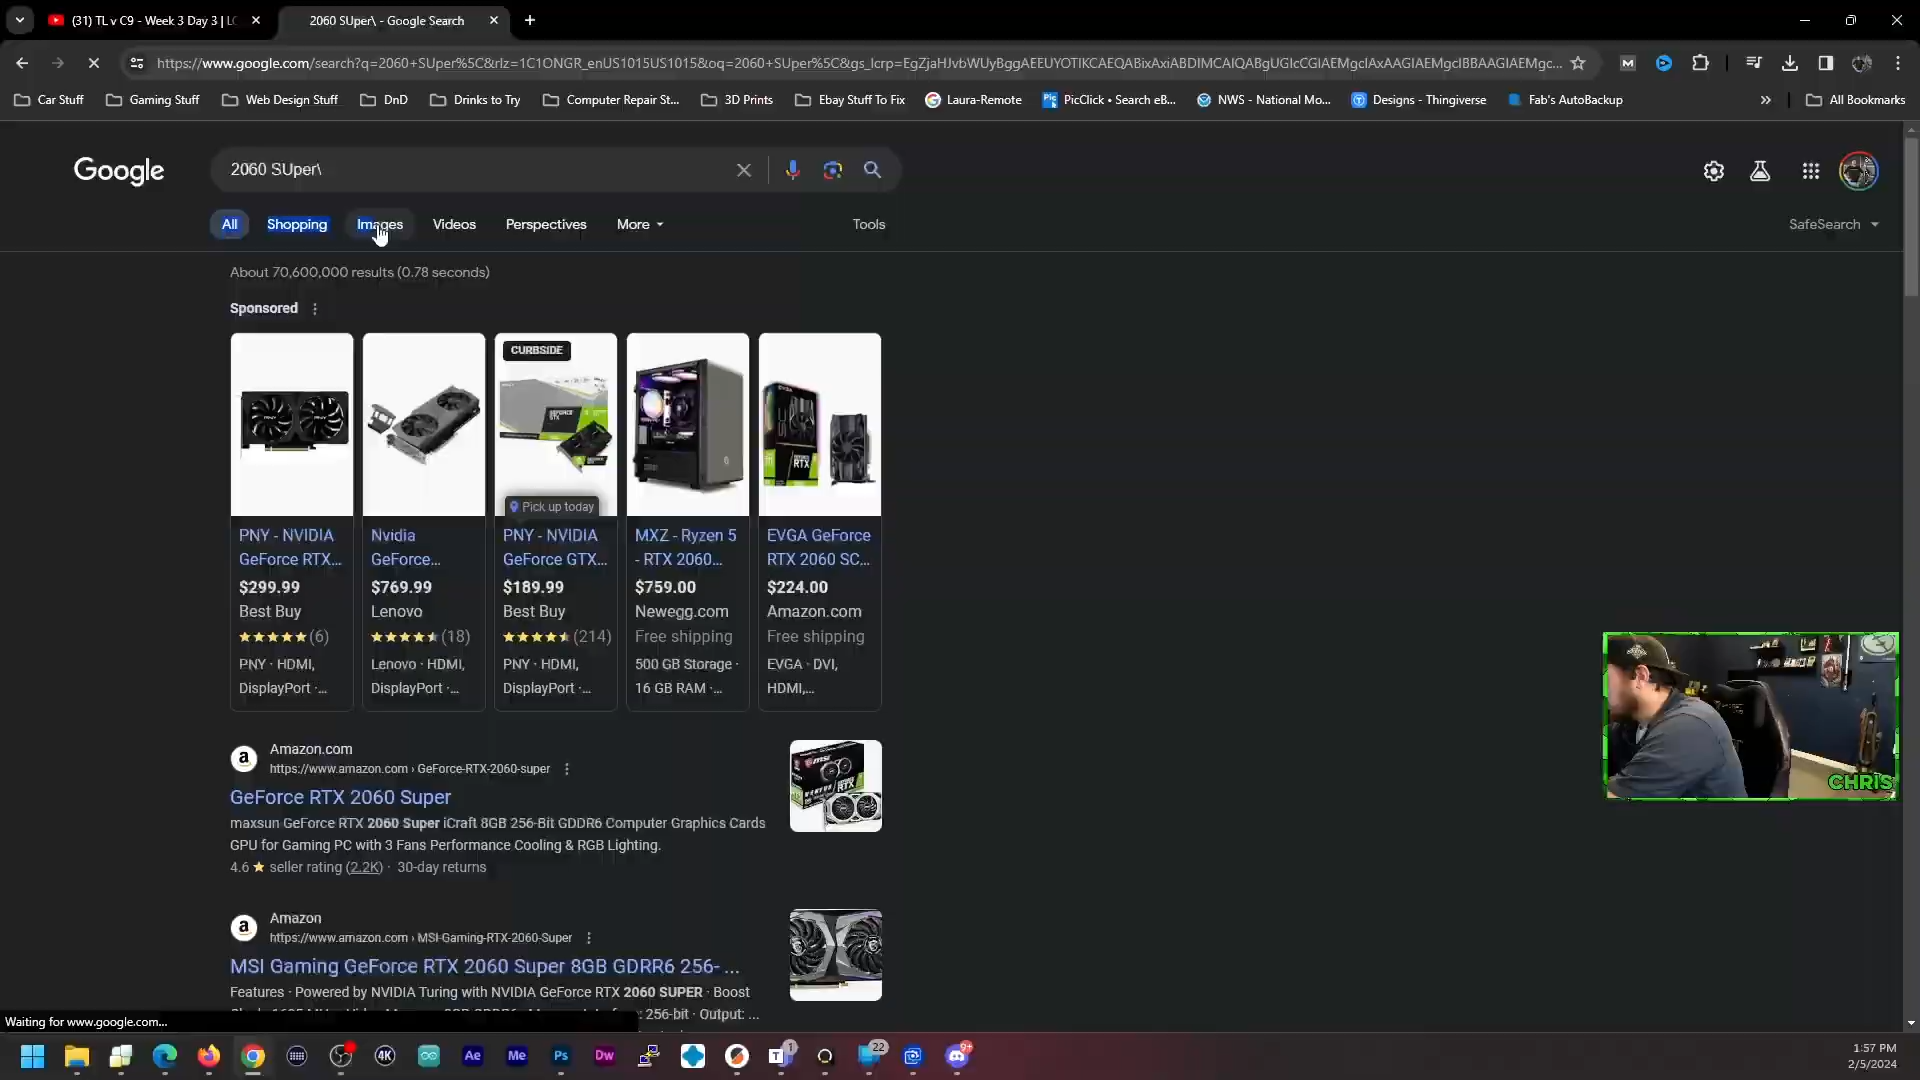 (31) TL v C9 - Week 3 Day 3 | LC
2060 SUper\ - Google Search
https://www.google.com/search?q=2060+SUper%5C&rlz=1C1ONGR_enUS1015US1015&oq=2060+SUper%5C&gs_lcrp=
Car Stuff
Gaming Stuff
Web Design Stuff
DnD
Drinks to Try
Computer Repair St...
3D Prints
Ebay Stuff To Fix
Laura-Remote
PicClick • Search eB...
NWS - National Mo...
Designs - Thingiverse
Fab's AutoBackup
All Bookmarks
Google
2060 SUper\
All
Shopping
Images
Videos
Perspectives
More
Tools
SafeSearch
About 70,600,000 results (0.78 seconds)
Sponsored
CURBSIDE
Pick up today
PNY - NVIDIA
GeForce RTX...
$299.99
Best Buy
(6)
PNY · HDMI,
DisplayPort ·...
Nvidia
GeForce...
$769.99
Lenovo
(18)
Lenovo · HDMI,
DisplayPort ·...
PNY - NVIDIA
GeForce GTX...
$189.99
Best Buy
(214)
PNY · HDMI,
DisplayPort ·...
MXZ - Ryzen 5
- RTX 2060...
$759.00
Newegg.com
Free shipping
500 GB Storage ·
16 GB RAM ·...
EVGA GeForce
RTX 2060 SC...
$224.00
Amazon.com
Free shipping
EVGA · DVI,
HDMI,...
Amazon.com
https://www.amazon.com › GeForce-RTX-2060-super
GeForce RTX 2060 Super
maxsun GeForce RTX 2060 Super iCraft 8GB 256-Bit GDDR6 Computer Graphics Cards
GPU for Gaming PC with 3 Fans Performance Cooling & RGB Lighting.
4.6 ★ seller rating (2.2K) · 30-day returns
Amazon
https://www.amazon.com › MSI-Gaming-RTX-2060-Super
MSI Gaming GeForce RTX 2060 Super 8GB GDRR6 256- ...
Features · Powered by NVIDIA Turing with NVIDIA GeForce RTX 2060 SUPER · Boost
256-bit · Output: ...
Waiting for www.google.com...
CHRIS
4K
Ae
Me
Ps
Dw
1
22
9+
1:57 PM
2/5/2024